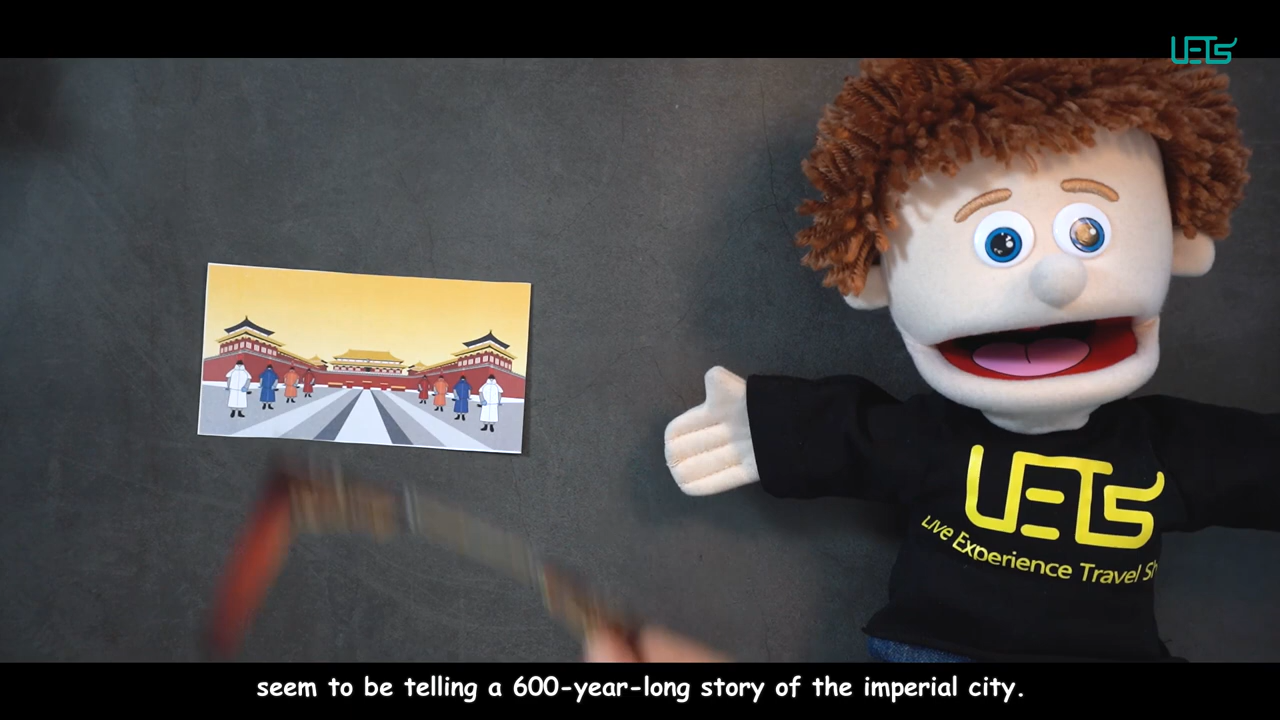 LETS
LETS
Live Experience Travel Sh
seem to be telling a 600-year-long story of the imperial city.